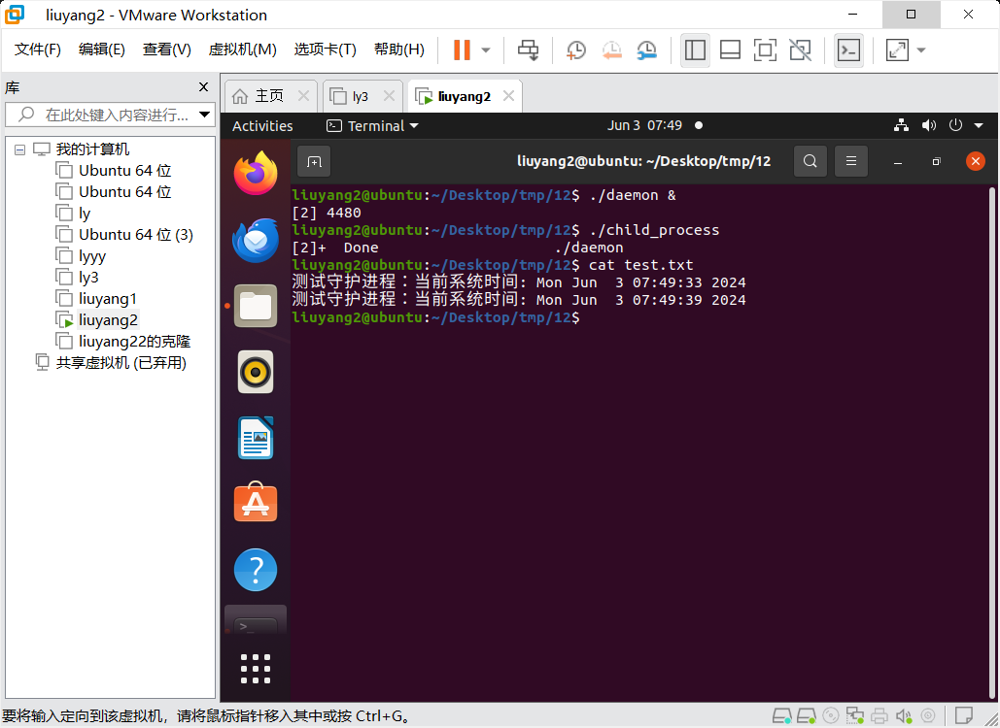 liuyang2 - VMware Workstation
文件(F) 编辑(E) 查看(V) 虚拟机(M) 选项卡(T) 帮助(H)
库
在此处键入内容进行...
我的计算机
Ubuntu 64 位
Ubuntu 64 位
ly
Ubuntu 64 位 (3)
lyyy
ly3
liuyang1
liuyang2
liuyang22的克隆
共享虚拟机 (已弃用)
主页 ly3 liuyang2
Activities Terminal Jun 3 07:49
liuyang2@ubuntu: ~/Desktop/tmp/12
liuyang2@ubuntu:~/Desktop/tmp/12$ ./daemon &
[2] 4480
liuyang2@ubuntu:~/Desktop/tmp/12$ ./child_process
[2]+  Done                    ./daemon
liuyang2@ubuntu:~/Desktop/tmp/12$ cat test.txt
测试守护进程：当前系统时间: Mon Jun  3 07:49:33 2024
测试守护进程：当前系统时间: Mon Jun  3 07:49:39 2024
liuyang2@ubuntu:~/Desktop/tmp/12$
要将输入定向到该虚拟机，请将鼠标指针移入其中或按 Ctrl+G。